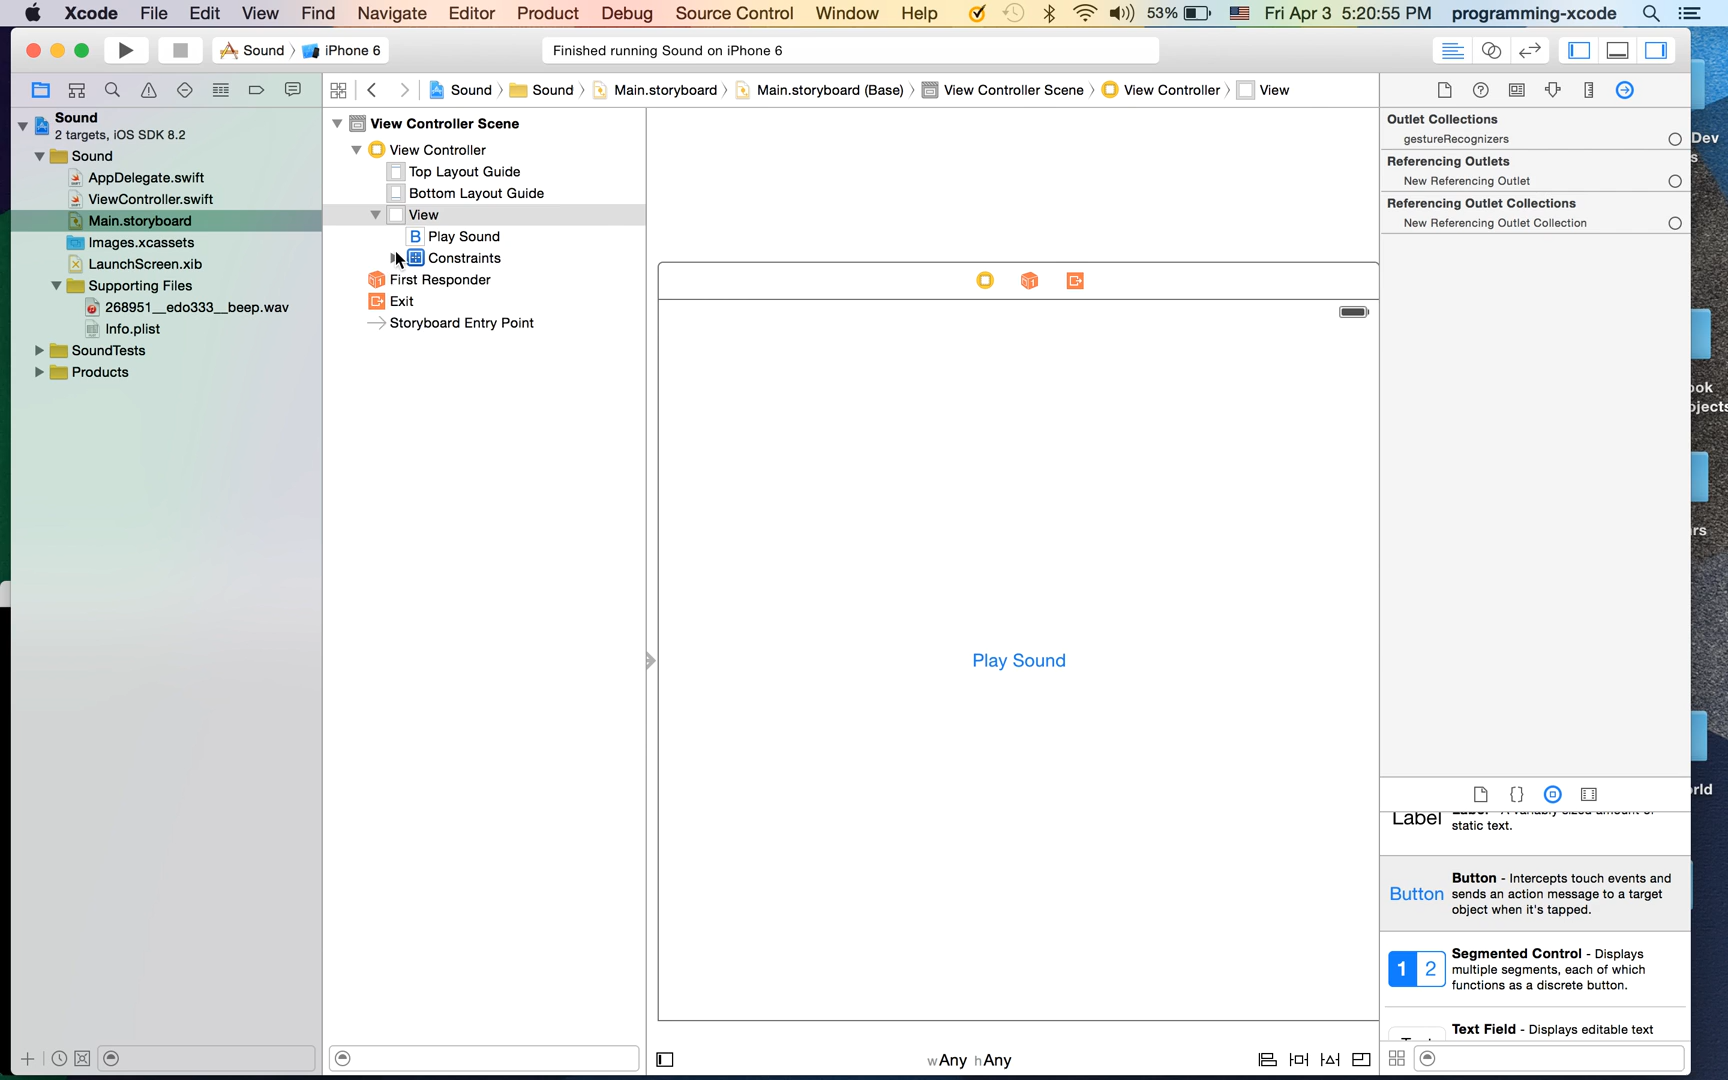 Xcode File Edit View Find Navigate Editor Product Debug Source Control Window Help 53% Fri Apr 3 5:20:55 PM programming-xcode
Sound iPhone 6 Finished running Sound on iPhone 6
Sound Sound Main.storyboard Main.storyboard (Base) View Controller Scene View Controller View
Sound
2 targets, iOS SDK 8.2
Sound
AppDelegate.swift
ViewController.swift
Main.storyboard
Images.xcassets
LaunchScreen.xib
Supporting Files
268951__edo333__beep.wav
Info.plist
SoundTests
Products
View Controller Scene
View Controller
Top Layout Guide
Bottom Layout Guide
View
B Play Sound
Constraints
First Responder
Exit
Storyboard Entry Point
Play Sound
wAny hAny
Outlet Collections
gestureRecognizers
Referencing Outlets
New Referencing Outlet
Referencing Outlet Collections
New Referencing Outlet Collection
Label
static text.
Button
Button - Intercepts touch events and
sends an action message to a target
object when it's tapped.
1 2
Segmented Control - Displays
multiple segments, each of which
functions as a discrete button.
Text Field - Displays editable text
Dev
s
ook
ojects
rs
rld